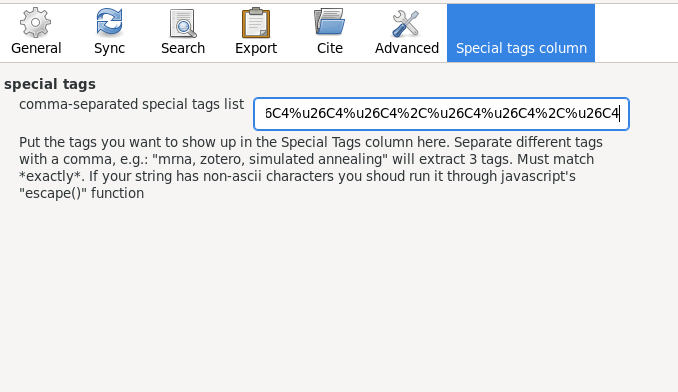 General Sync Search Export Cite Advanced Special tags column
special tags
comma-separated special tags list 6C4%u26C4%u26C4%2C%u26C4%u26C4%2C%u26C4
Put the tags you want to show up in the Special Tags column here. Separate different tags
with a comma, e.g.: "mrna, zotero, simulated annealing" will extract 3 tags. Must match
*exactly*. If your string has non-ascii characters you shoud run it through javascript's
"escape()" function